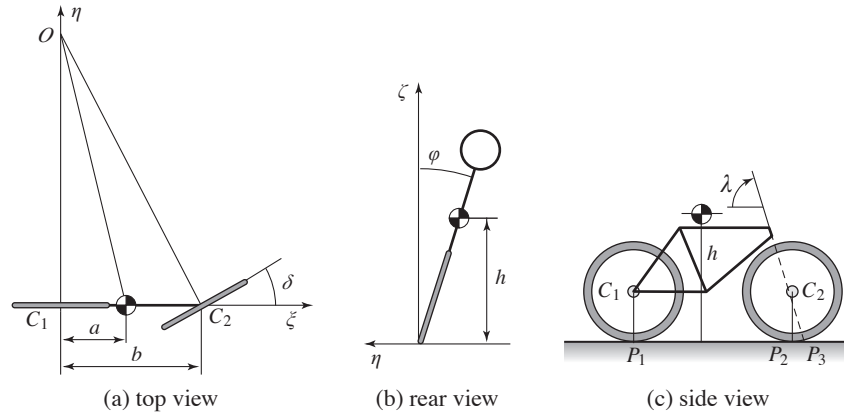 η
O
δ
C₁
C₂
ξ
a
b
(a) top view
ζ
φ
h
η
(b) rear view
λ
h
C₁
C₂
P₁
P₂
P₃
(c) side view